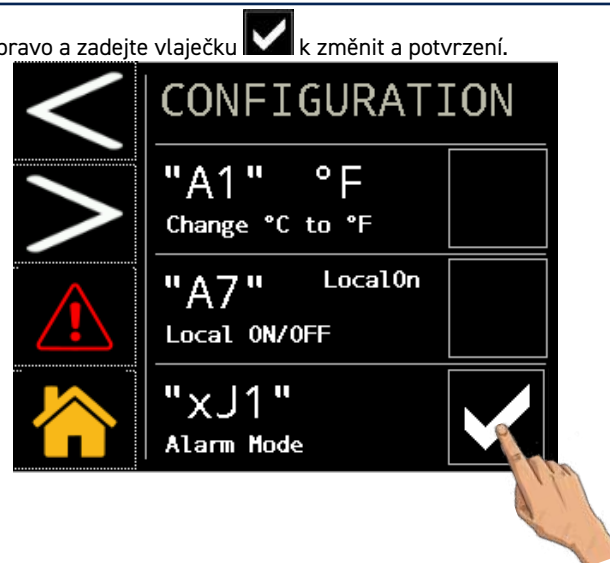 pravo a zadejte vlaječku k změnit a potvrzení.
CONFIGURATION
"A1" °F
Change °C to °F
"A7" LocalOn
Local ON/OFF
"xJ1"
Alarm Mode